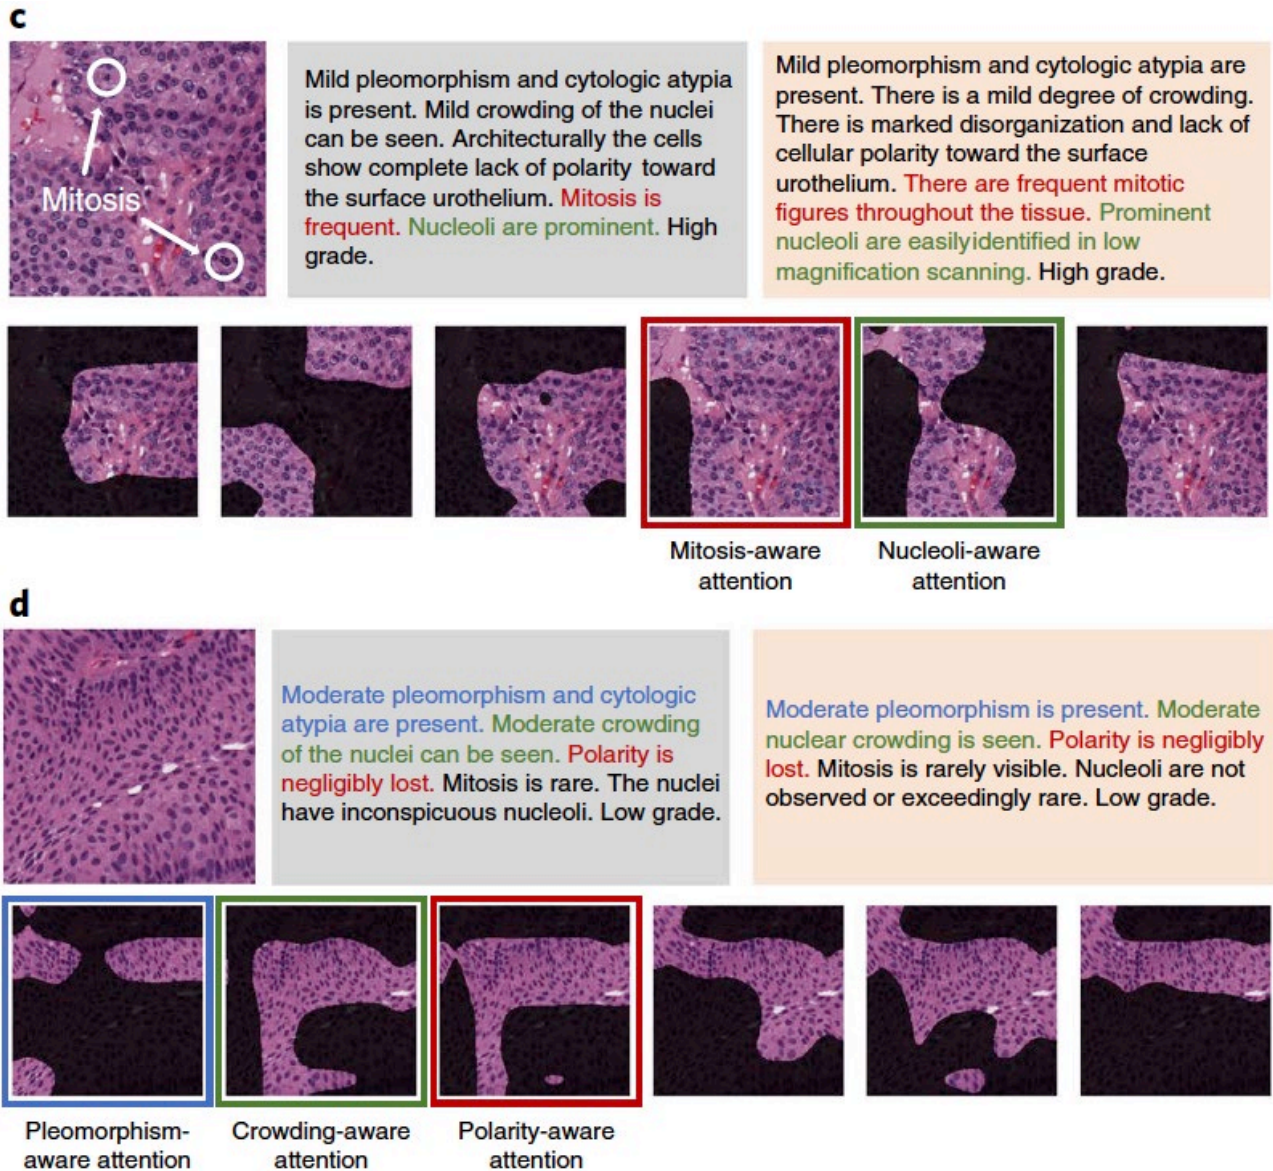 c
Mitosis
Mild pleomorphism and cytologic atypia
is present. Mild crowding of the nuclei
can be seen. Architecturally the cells
show complete lack of polarity toward
the surface urothelium. Mitosis is
frequent. Nucleoli are prominent. High
grade.
Mild pleomorphism and cytologic atypia are
present. There is a mild degree of crowding.
There is marked disorganization and lack of
cellular polarity toward the surface
urothelium. There are frequent mitotic
figures throughout the tissue. Prominent
nucleoli are easilyidentified in low
magnification scanning. High grade.
Mitosis-aware
attention
Nucleoli-aware
attention
d
Moderate pleomorphism and cytologic
atypia are present. Moderate crowding
of the nuclei can be seen. Polarity is
negligibly lost. Mitosis is rare. The nuclei
have inconspicuous nucleoli. Low grade.
Moderate pleomorphism is present. Moderate
nuclear crowding is seen. Polarity is negligibly
lost. Mitosis is rarely visible. Nucleoli are not
observed or exceedingly rare. Low grade.
Pleomorphism-
aware attention
Crowding-aware
attention
Polarity-aware
attention